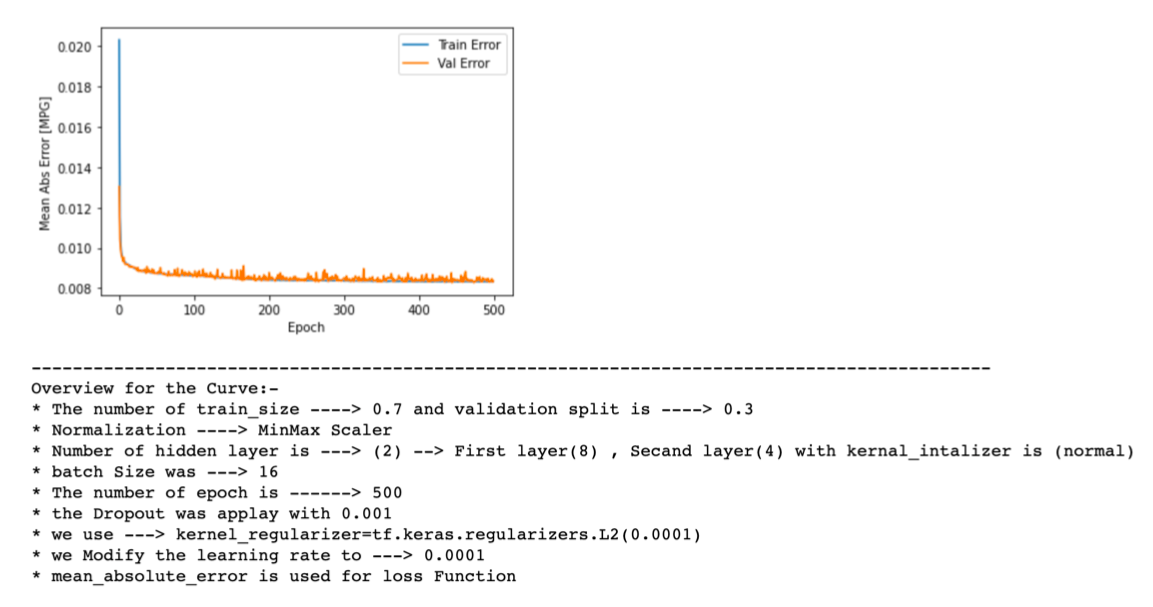 Train Error
Val Error
0.020
0.018
0.016
0.014
0.012
0.010
0.008
Mean Abs Error [MPG]
0 100 200 300 400 500
Epoch
--------------------------------------------------------------------------------------------
Overview for the Curve:-
* The number of train_size ----> 0.7 and validation split is ----> 0.3
* Normalization ----> MinMax Scaler
* Number of hidden layer is ---> (2) --> First layer(8) , Secand layer(4) with kernal_intalizer is (normal)
* batch Size was ---> 16
* The number of epoch is ------> 500
* the Dropout was applay with 0.001
* we use ---> kernel_regularizer=tf.keras.regularizers.L2(0.0001)
* we Modify the learning rate to ---> 0.0001
* mean_absolute_error is used for loss Function